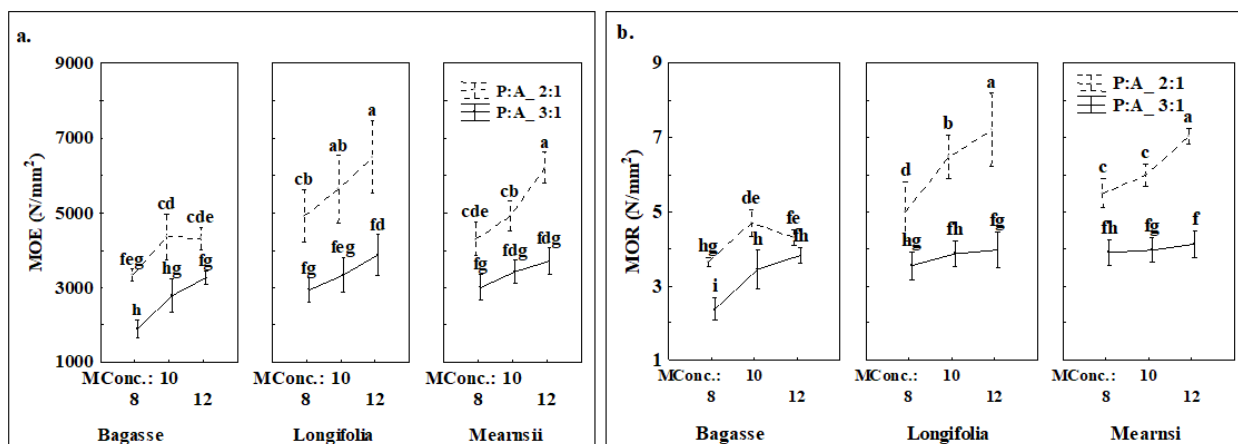 a.
MOE (N/mm²)
9000
7000
5000
3000
1000
feg
cd
cde
h
hg
fg
cb
ab
a
fg
feg
fd
P:A_ 2:1
P:A_ 3:1
cde
cb
a
fg
fdg
fdg
MConc.: 10
8 12
MConc.: 10
8 12
MConc.: 10
8 12
Bagasse
Longifolia
Mearnsii
b.
MOR (N/mm²)
9
7
5
3
1
hg
de
fe
i
h
fh
d
b
a
hg
fh
fg
P:A_ 2:1
P:A_ 3:1
c
c
a
fh
fg
f
MConc.: 10
8 12
MConc.: 10
8 12
MConc.: 10
8 12
Bagasse
Longifolia
Mearnsi